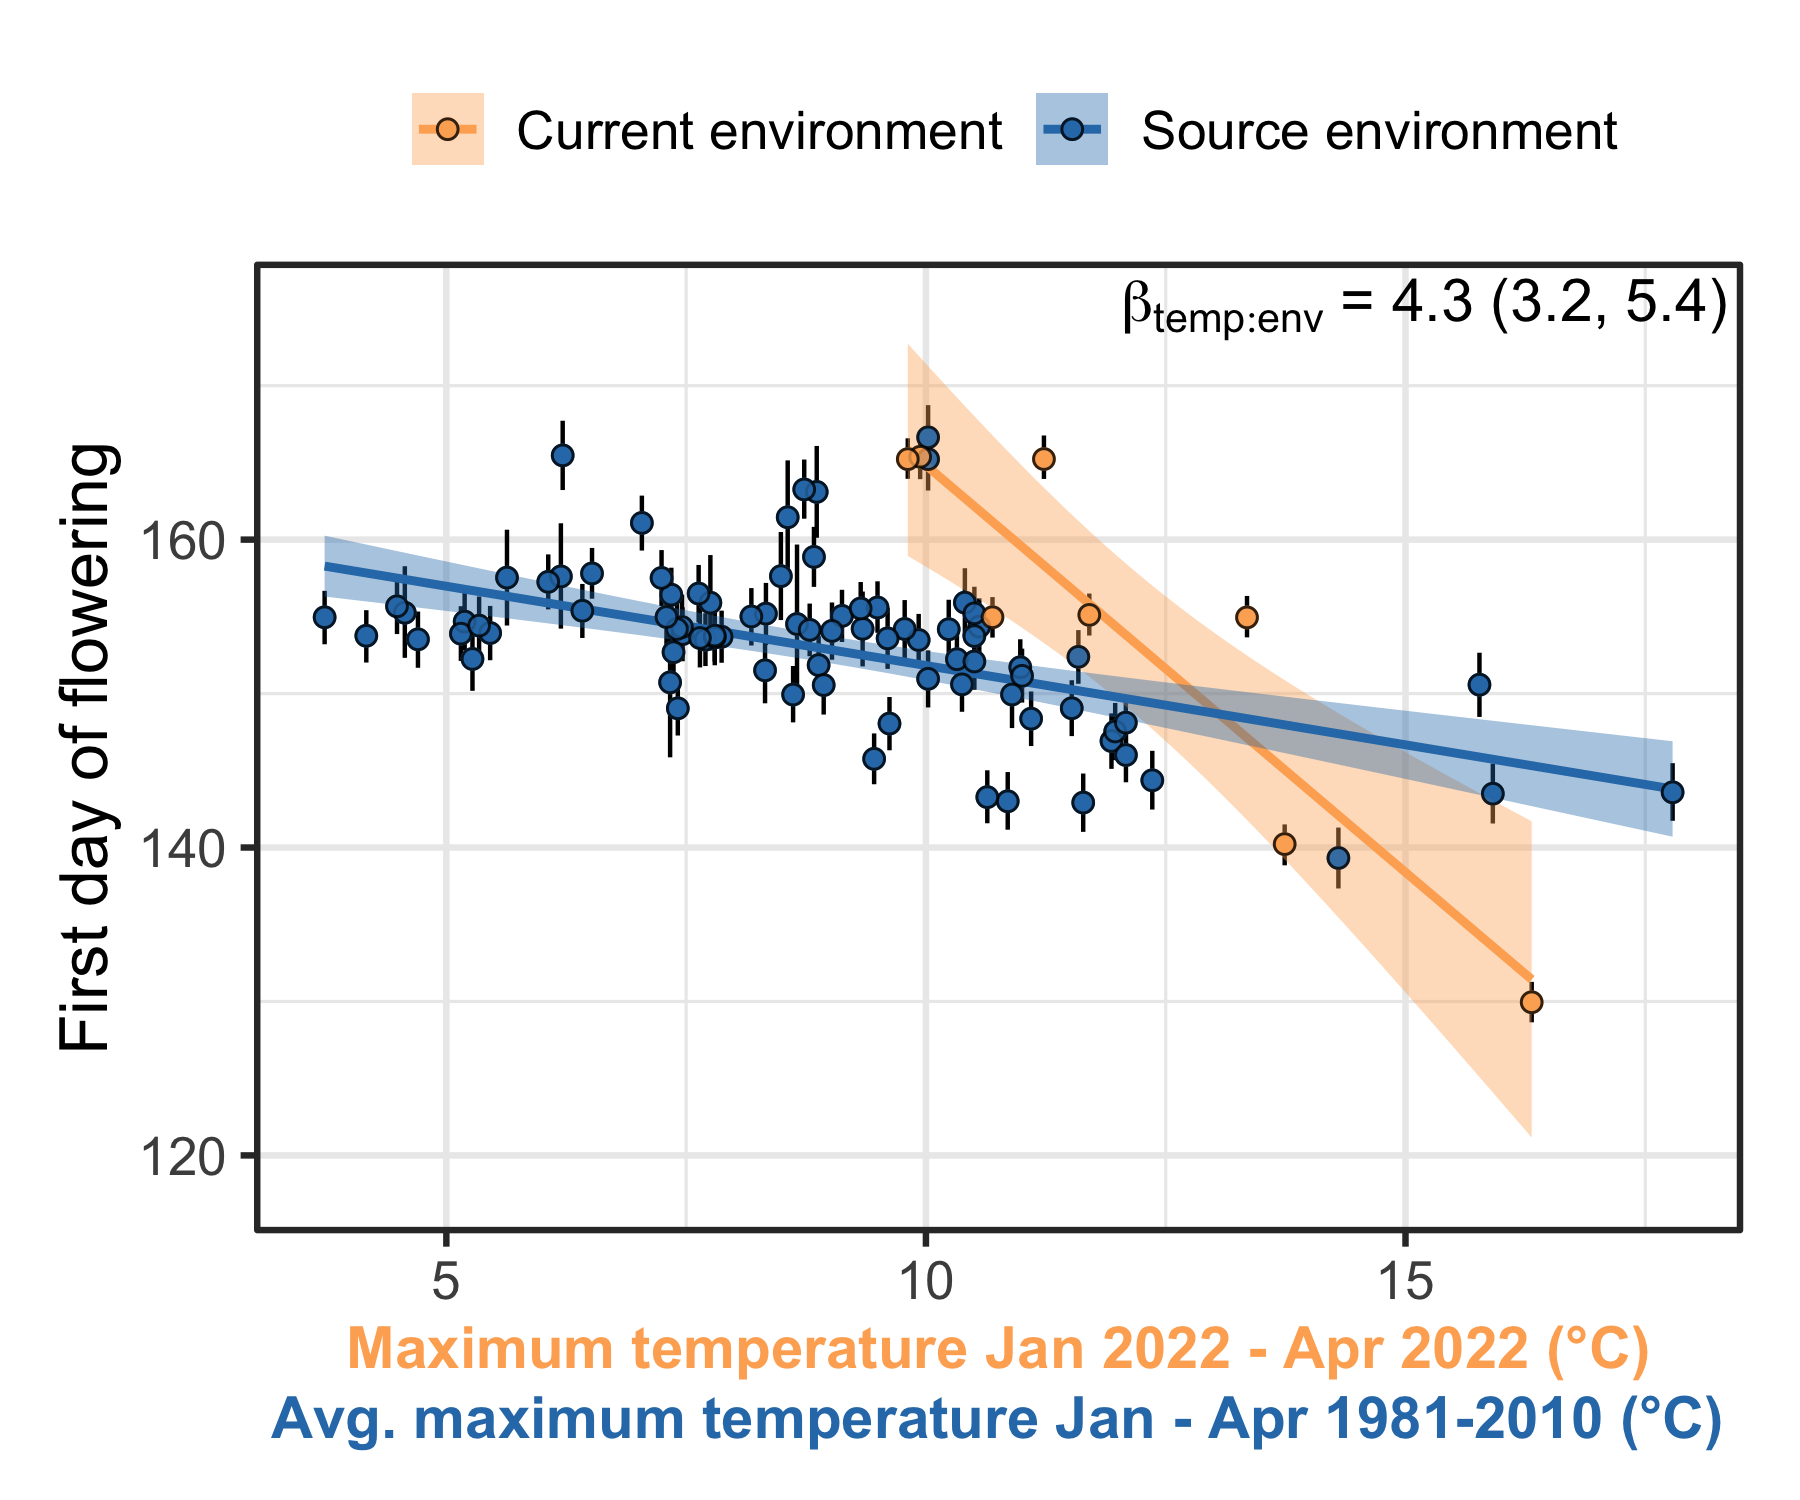 Current environment
Source environment
βtemp:env = 4.3 (3.2, 5.4)
First day of flowering
160
140
120
5
10
15
Maximum temperature Jan 2022 - Apr 2022 (°C)
Avg. maximum temperature Jan - Apr 1981-2010 (°C)